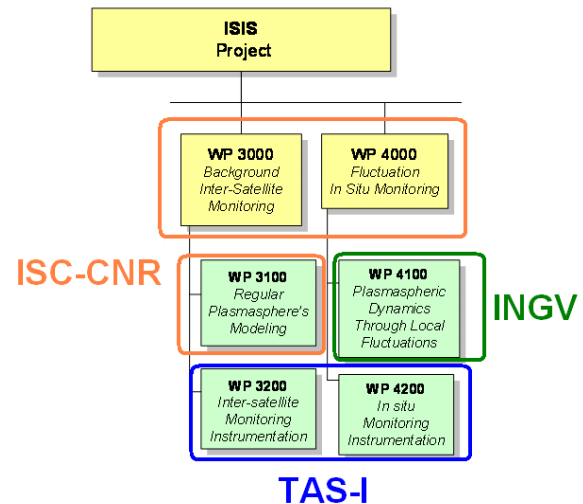 ISIS
Project
WP 3000
Background
Inter-Satellite
Monitoring
WP 4000
Fluctuation
In Situ Monitoring
ISC-CNR
WP 3100
Regular
Plasmasphere's
Modeling
WP 4100
Plasmaspheric
Dynamics
Through Local
Fluctuations
INGV
WP 3200
Inter-satellite
Monitoring
Instrumentation
WP 4200
In situ
Monitoring
Instrumentation
TAS-I